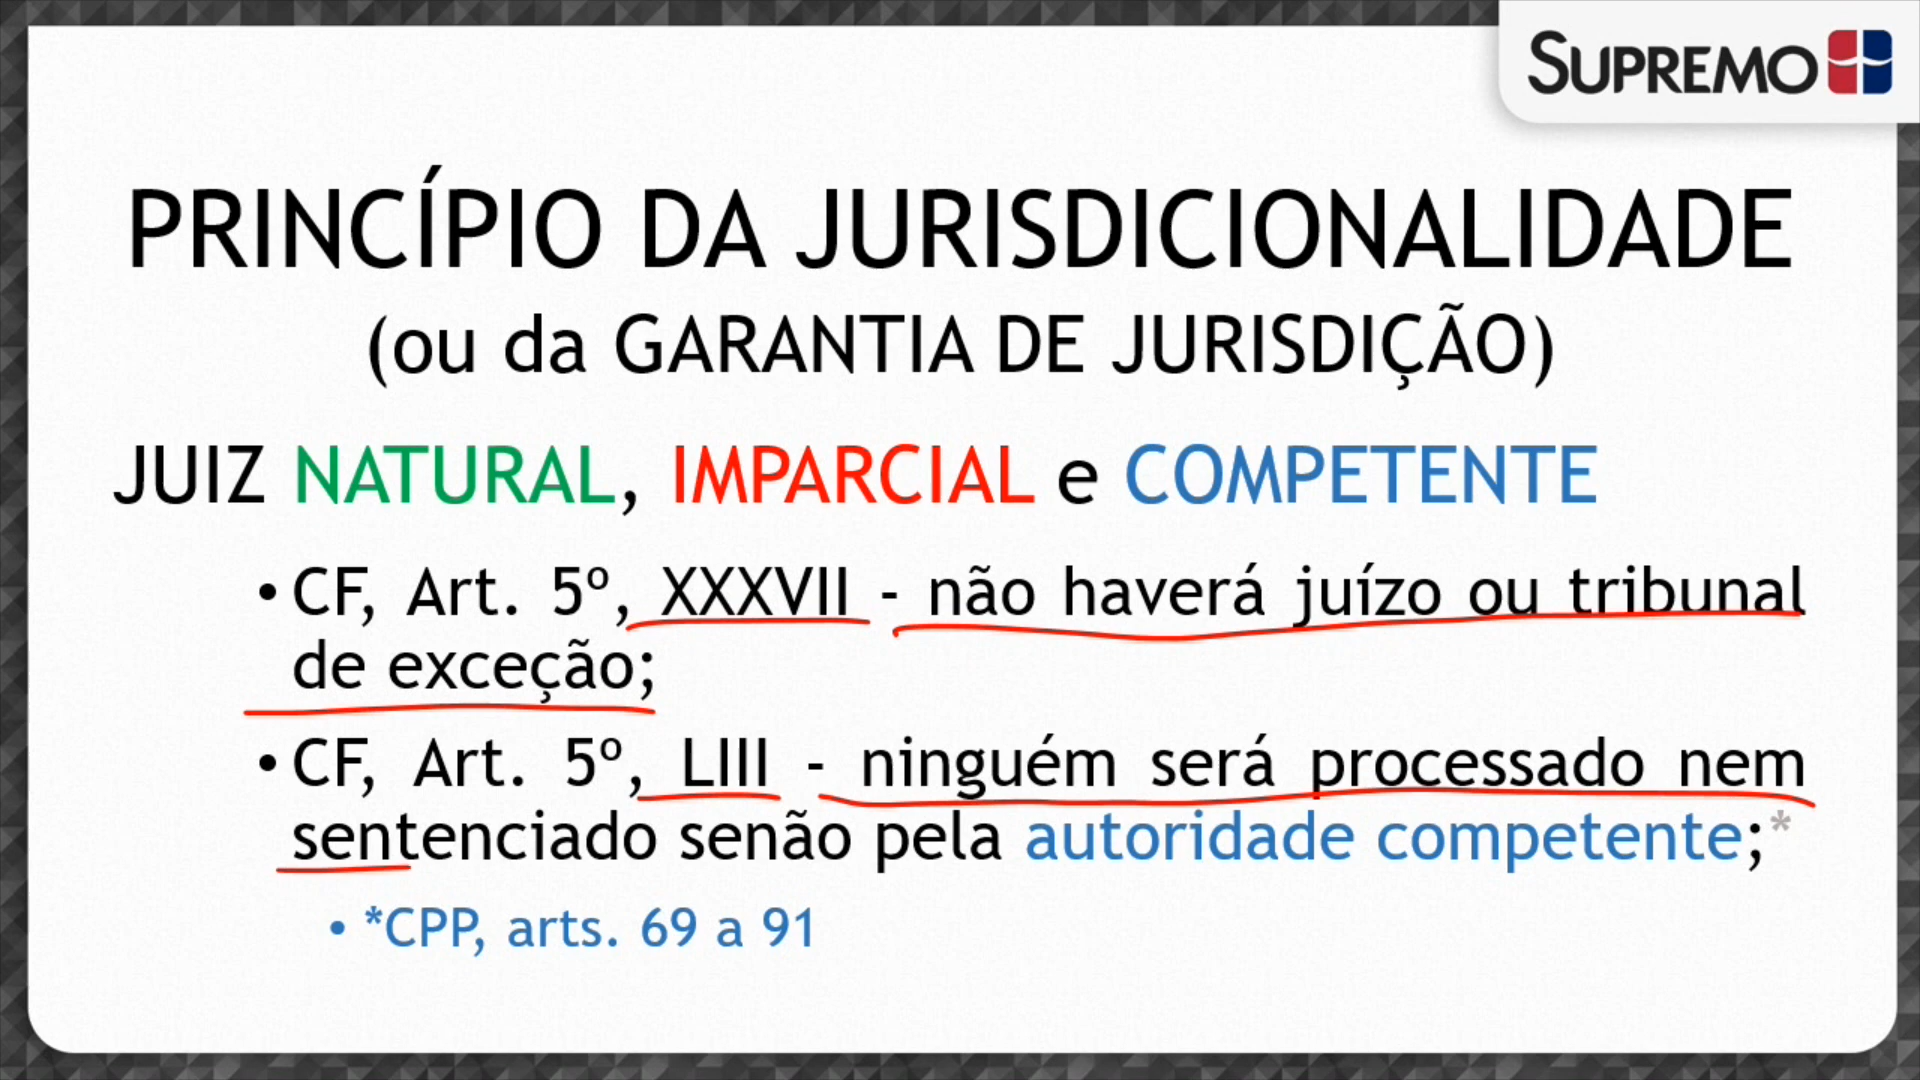 SUPREMO
PRINCÍPIO DA JURISDICIONALIDADE
(ou da GARANTIA DE JURISDIÇÃO)
JUIZ NATURAL, IMPARCIAL e COMPETENTE
• CF, Art. 5º, XXXVII - não haverá juízo ou tribunal
de exceção;
• CF, Art. 5º, LIII - ninguém será processado nem
sentenciado senão pela autoridade competente;*
• *CPP, arts. 69 a 91